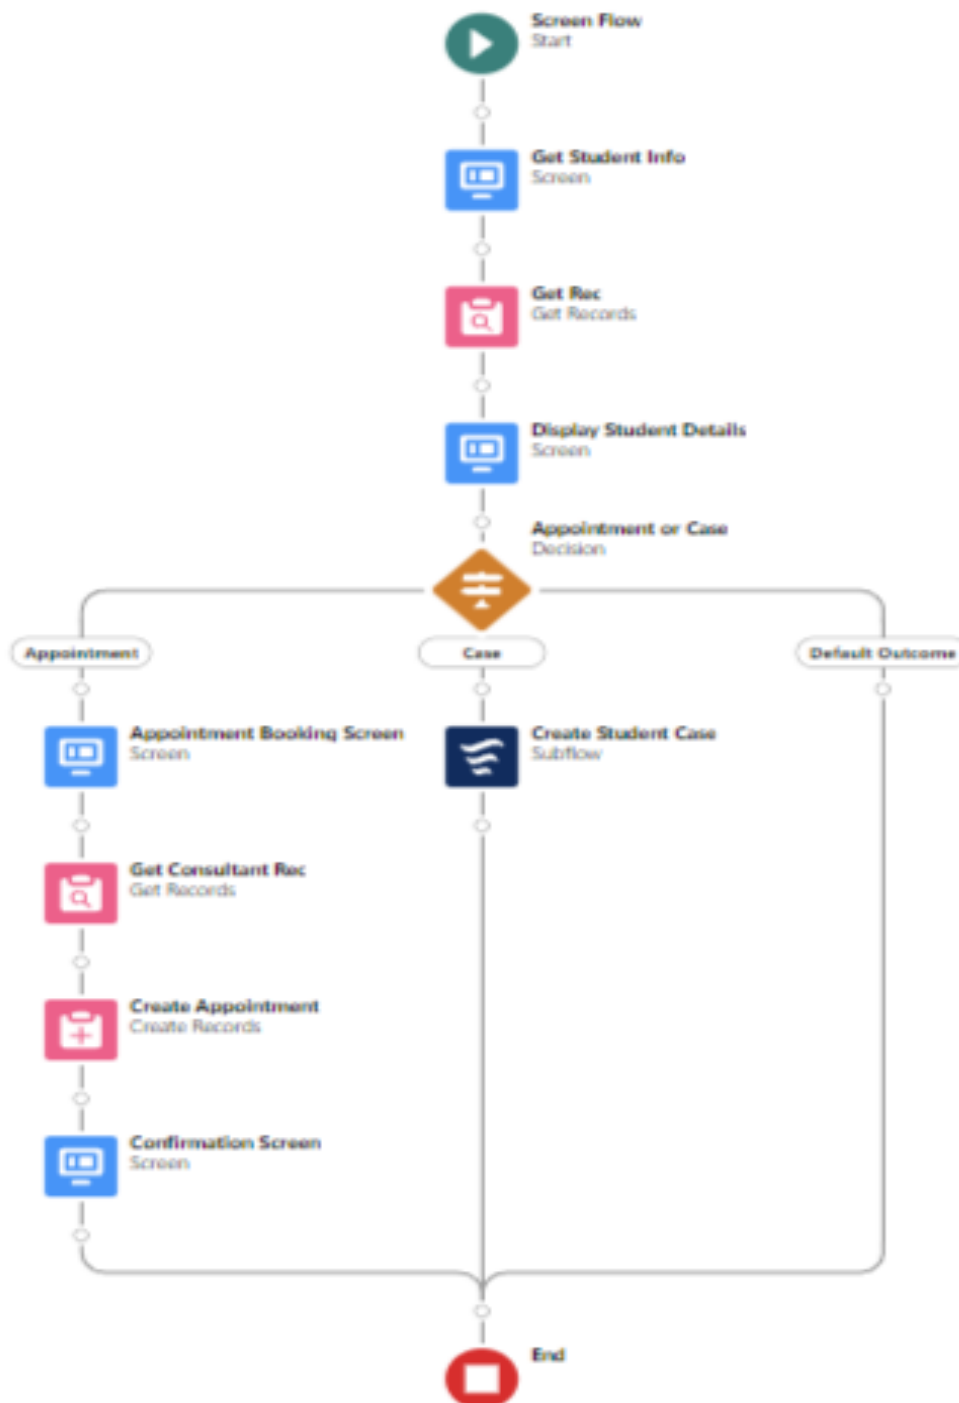 Screen Flow
Start
Get Student Info
Screen
Get Rec
Get Records
Display Student Details
Screen
Appointment or Case
Decision
Appointment
Case
Default Outcome
Appointment Booking Screen
Screen
Create Student Case
Subflow
Get Consultant Rec
Get Records
Create Appointment
Create Records
Confirmation Screen
Screen
End